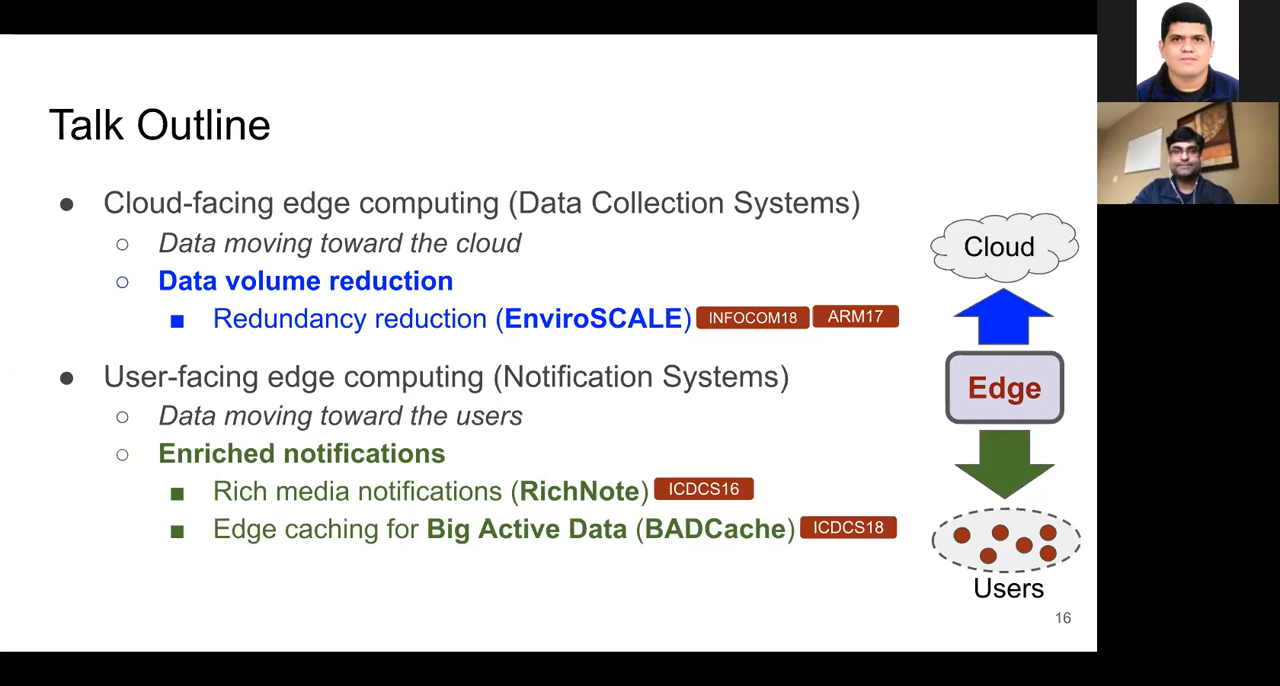 Talk Outline
● Cloud-facing edge computing (Data Collection Systems)
○ Data moving toward the cloud
○ Data volume reduction
■ Redundancy reduction (EnviroSCALE) INFOCOM18 ARM17
● User-facing edge computing (Notification Systems)
○ Data moving toward the users
○ Enriched notifications
■ Rich media notifications (RichNote) ICDCS16
■ Edge caching for Big Active Data (BADCache) ICDCS18
Cloud
Edge
Users
16